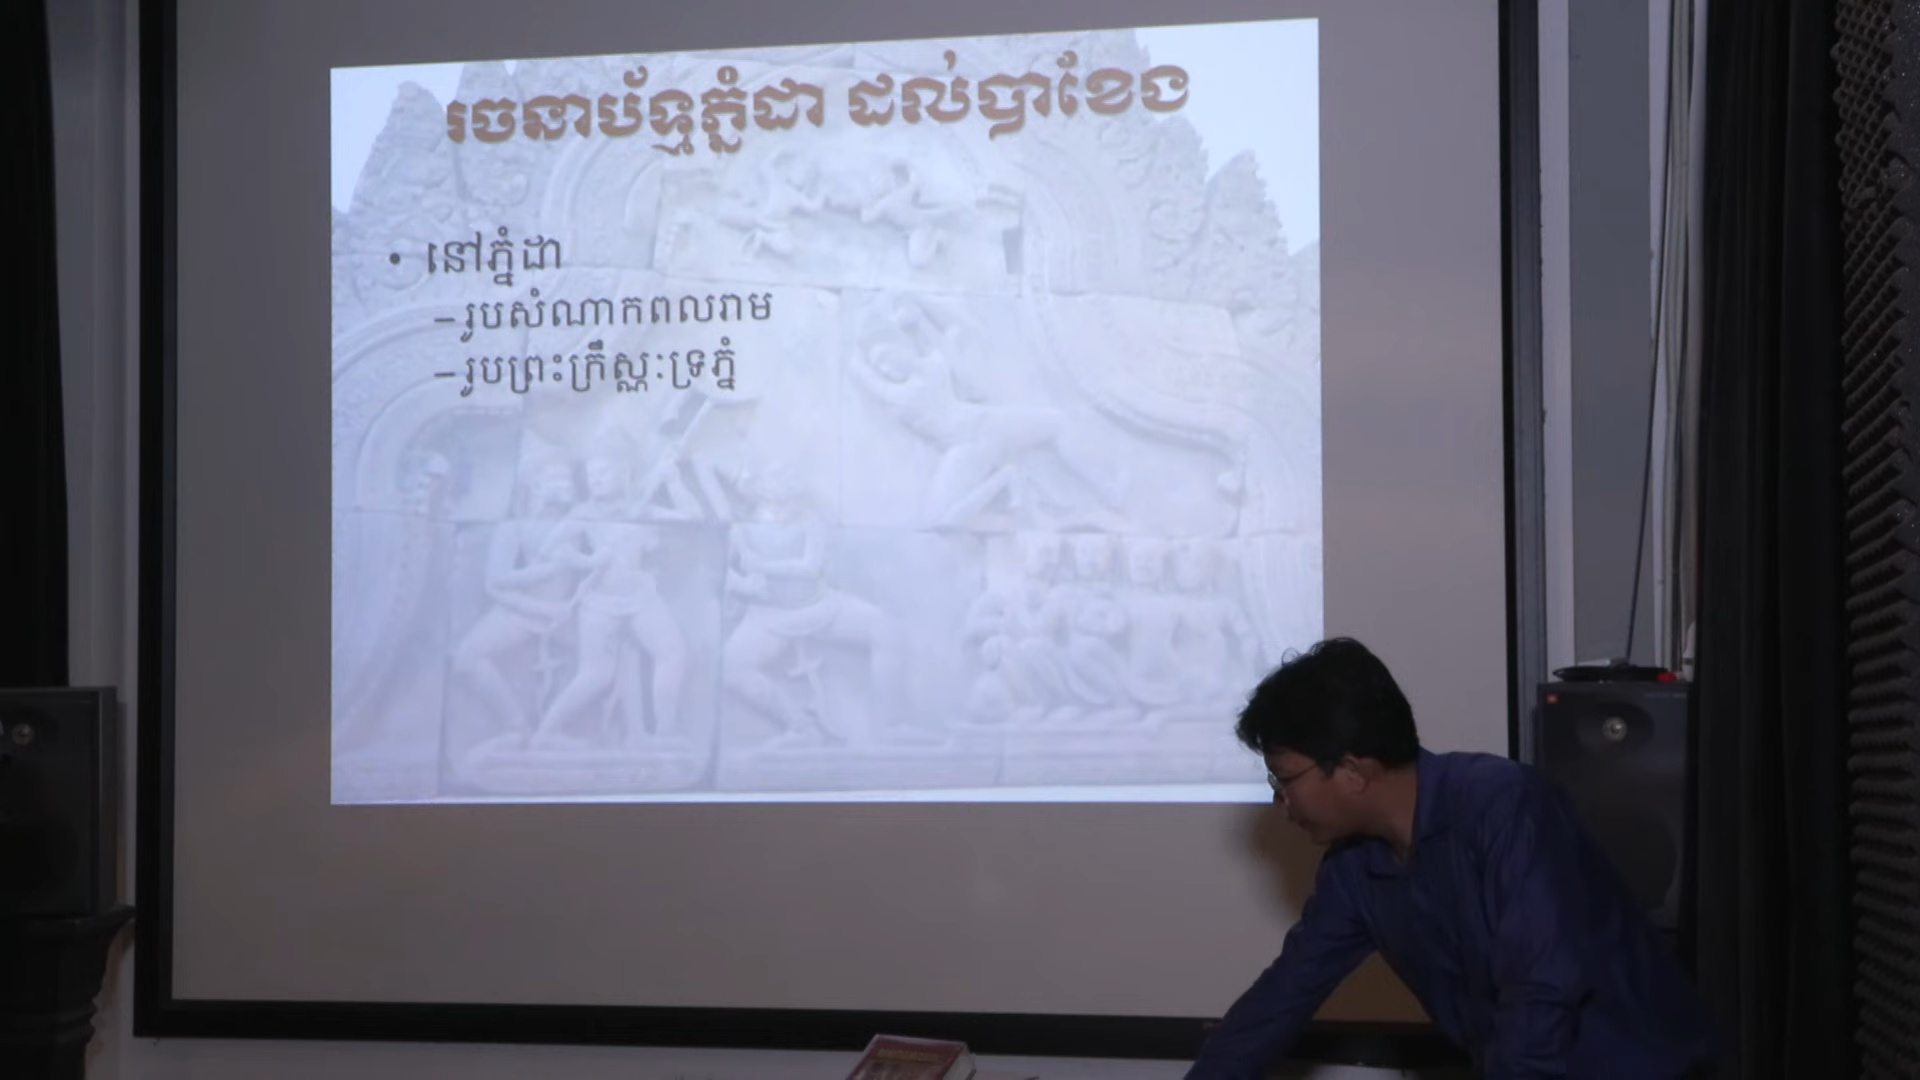 រចនាប័ទ្មភ្នំដា ដល់បាខែង
• នៅភ្នំដា
– រូបសំណាកពលរាម
– រូបព្រះក្រឹស្ណៈទ្រភ្នំ